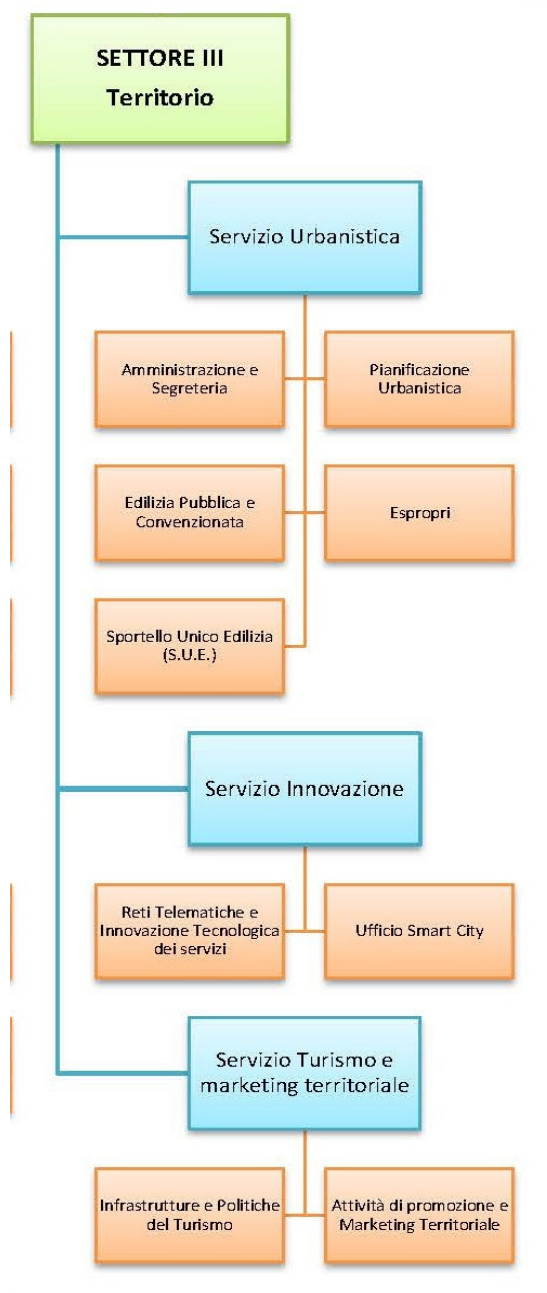 SETTORE III
Territorio
Servizio Urbanistica
Amministrazione e
Segreteria
Pianificazione
Urbanistica
Edilizia Pubblica e
Convenzionata
Espropri
Sportello Unico Edilizia
(S.U.E.)
Servizio Innovazione
Reti Telematiche e
Innovazione Tecnologica
dei servizi
Ufficio Smart City
Servizio Turismo e
marketing territoriale
Infrastrutture e Politiche
del Turismo
Attività di promozione e
Marketing Territoriale